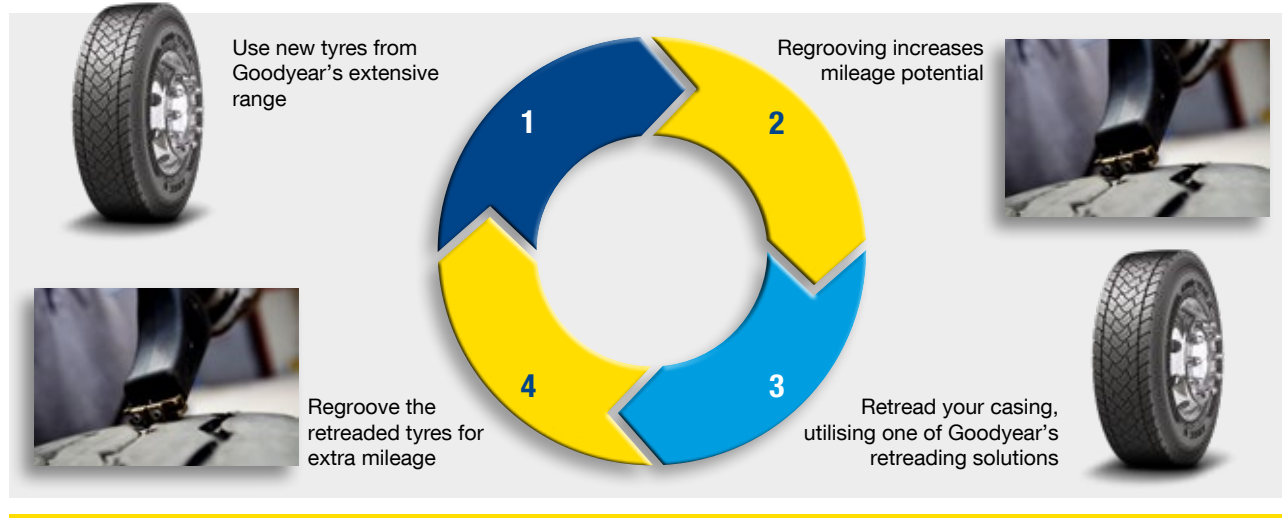 Use new tyres from
Goodyear's extensive
range
1
2
Regrooving increases
mileage potential
4
Regroove the
retreaded tyres for
extra mileage
3
Retread your casing,
utilising one of Goodyear's
retreading solutions